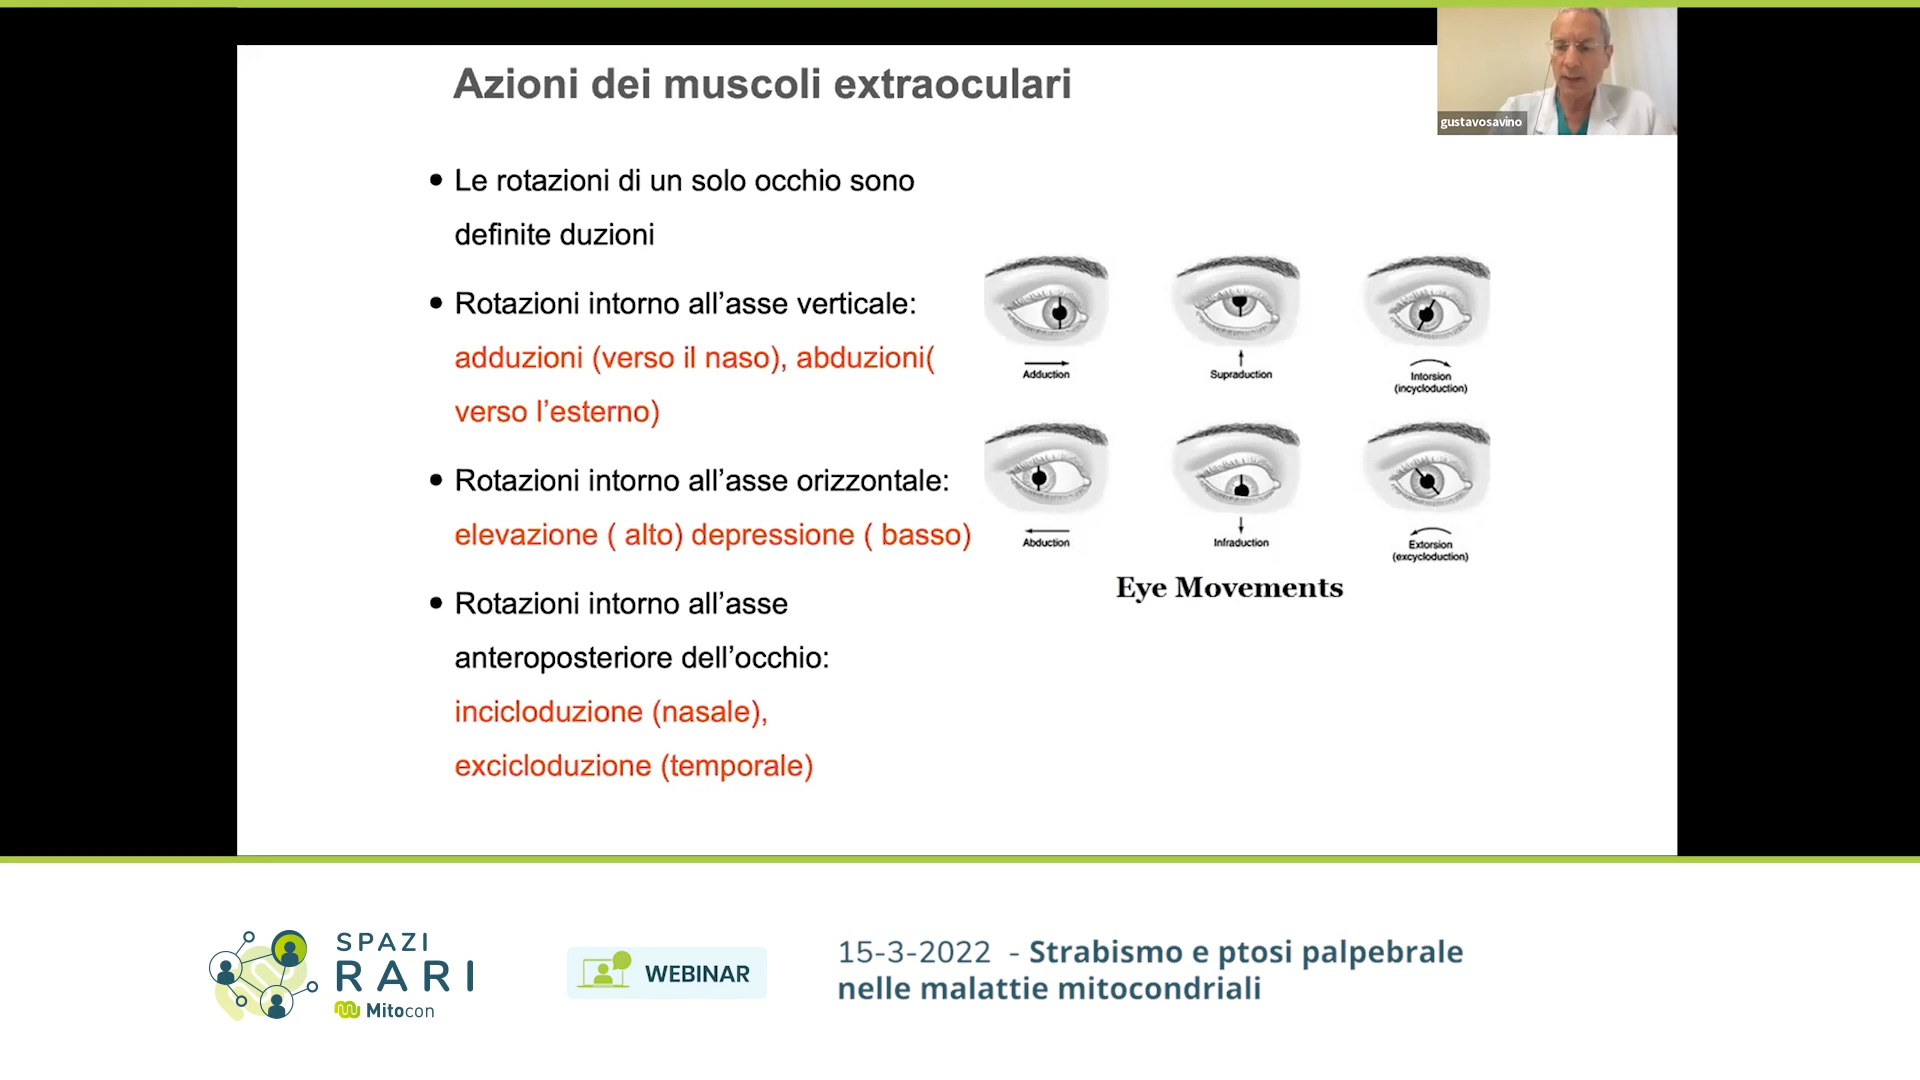 Azioni dei muscoli extraoculari
gustavosavino
• Le rotazioni di un solo occhio sono
definite duzioni
• Rotazioni intorno all’asse verticale:
adduzioni (verso il naso), abduzioni(
verso l’esterno)
• Rotazioni intorno all’asse orizzontale:
elevazione ( alto) depressione ( basso)
• Rotazioni intorno all’asse
anteroposteriore dell’occhio:
incicloduzione (nasale),
excicloduzione (temporale)
Adduction
Supraduction
Intorsion
(incycloduction)
Abduction
Infraduction
Extorsion
(excycloduction)
Eye Movements
SPAZI
RARI
Mitocon
WEBINAR
15-3-2022 - Strabismo e ptosi palpebrale
nelle malattie mitocondriali